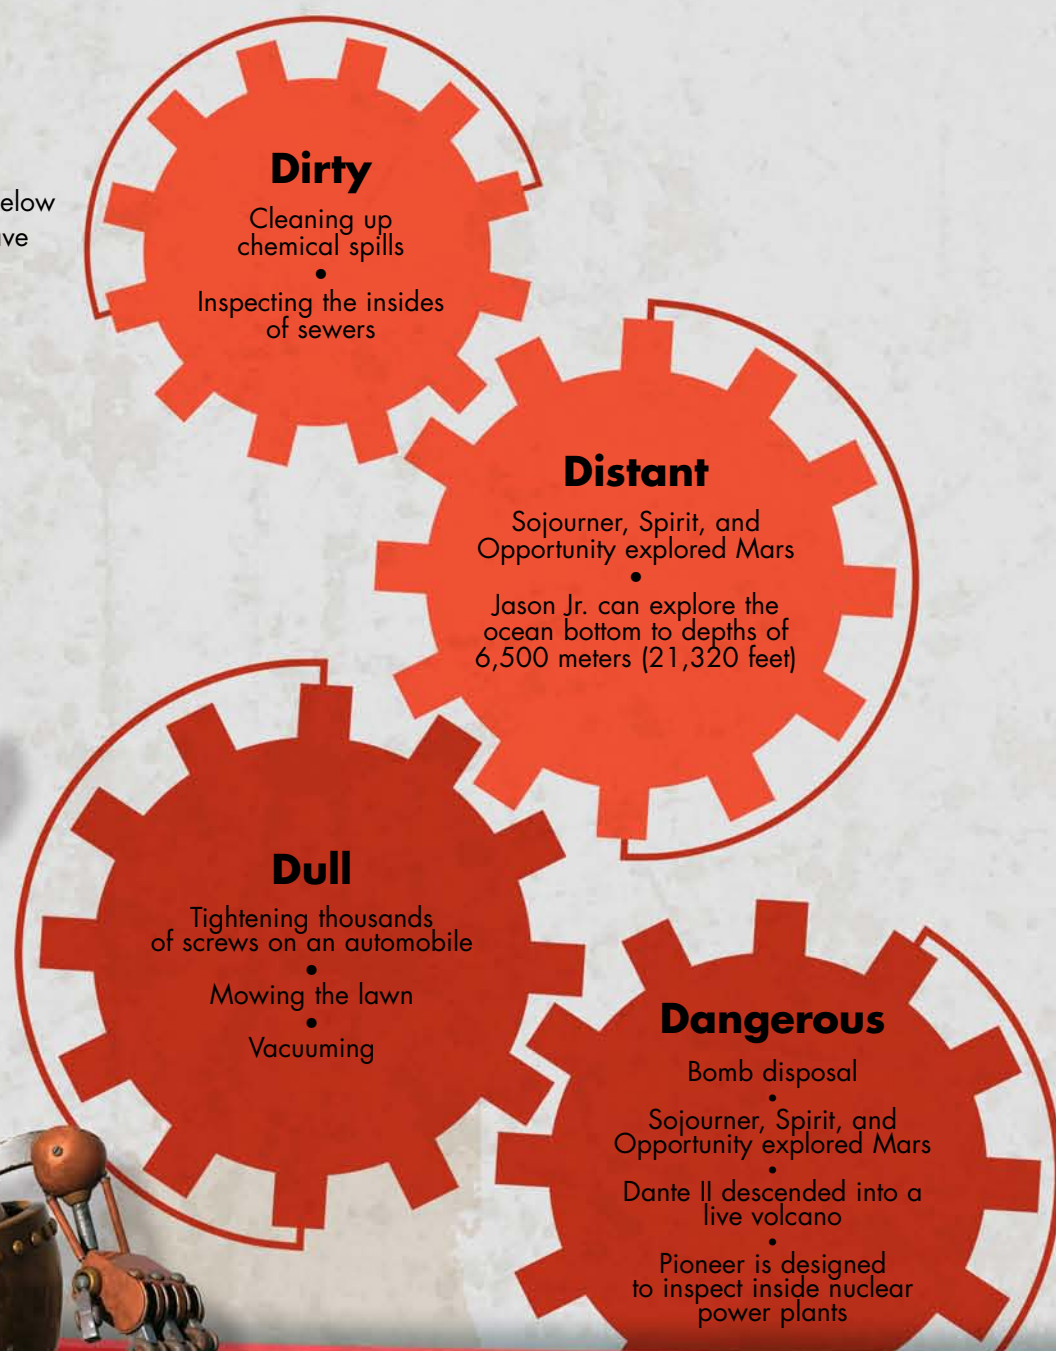 Dirty
Cleaning up
chemical spills
•
Inspecting the insides
of sewers
Distant
Sojourner, Spirit, and
Opportunity explored Mars
•
Jason Jr. can explore the
ocean bottom to depths of
6,500 meters (21,320 feet)
Dull
Tightening thousands
of screws on an automobile
•
Mowing the lawn
•
Vacuuming
Dangerous
Bomb disposal
•
Sojourner, Spirit, and
Opportunity explored Mars
•
Dante II descended into a
live volcano
•
Pioneer is designed
to inspect inside nuclear
power plants